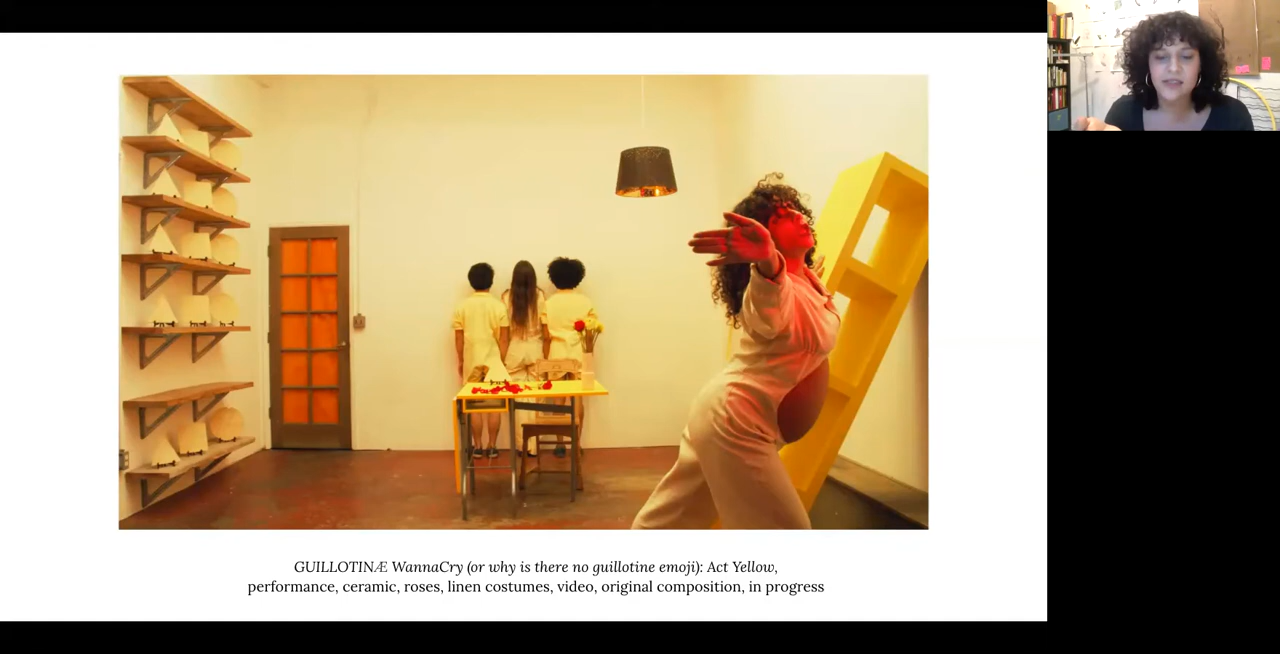 GUILLOTINÆ WannaCry (or why is there no guillotine emoji): Act Yellow,
performance, ceramic, roses, linen costumes, video, original composition, in progress